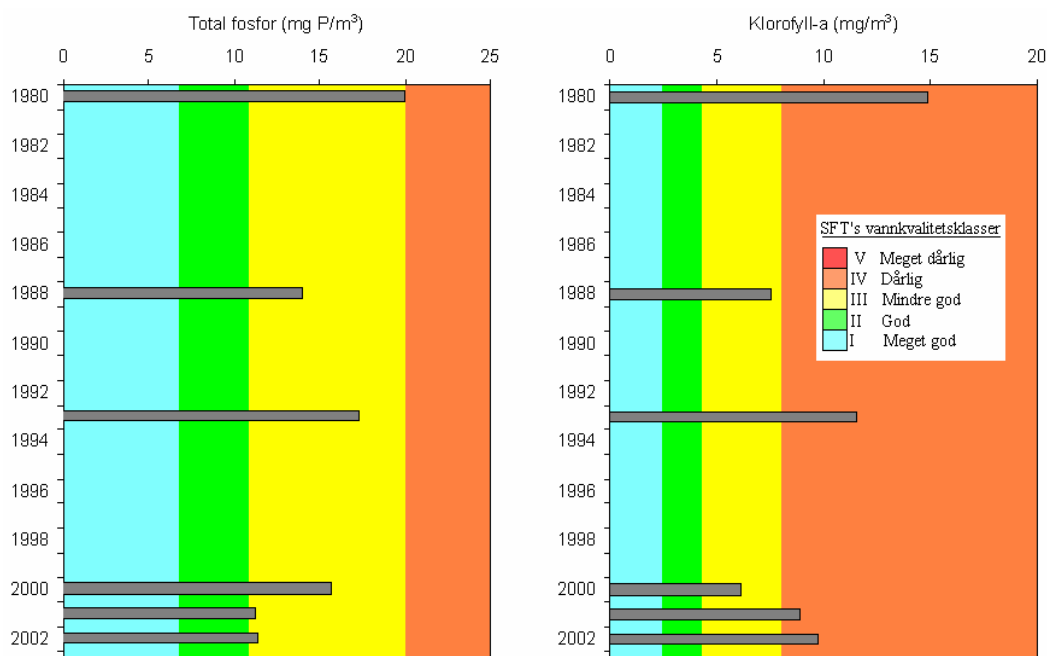 Total fosfor (mg P/m³)
0 5 10 15 20 25
1980
1982
1984
1986
1988
1990
1992
1994
1996
1998
2000
2002
Klorofyll-a (mg/m³)
0 5 10 15 20
1980
1982
1984
1986
1988
1990
1992
1994
1996
1998
2000
2002
SFT's vannkvalitetsklasser
V Meget dårlig
IV Dårlig
III Mindre god
II God
I Meget god